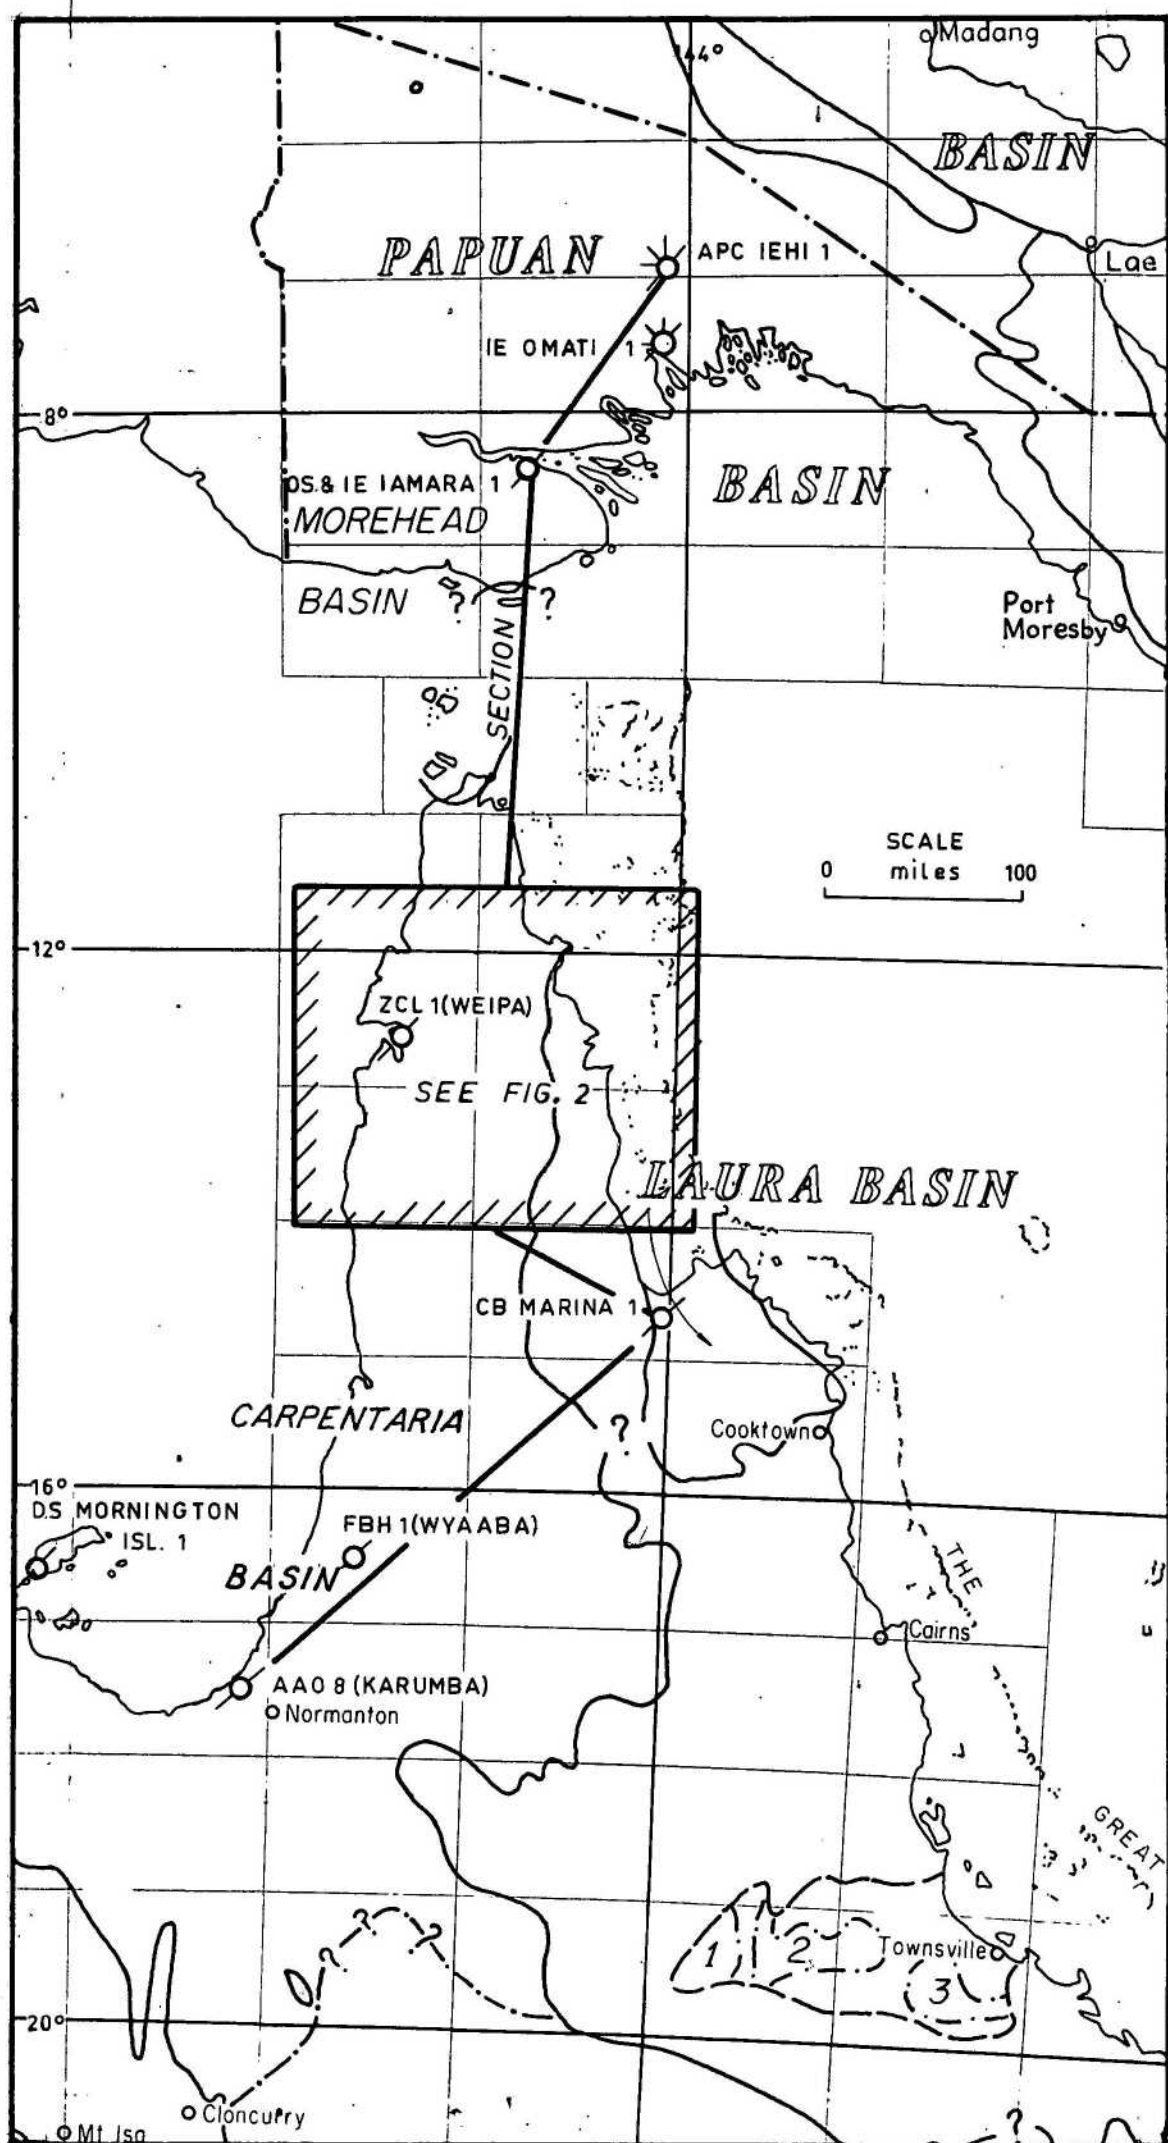 Madang
144°
BASIN
PAPUAN
APC IEHI 1
Lae
IE OMATI 1
8°
BASIN
OS.& IE IAMARA 1
MOREHEAD
BASIN
?
?
Port
Moresby
SECTION
SCALE
miles
0
100
12°
ZCL 1(WEIPA)
SEE FIG. 2
LAURA BASIN
CB MARINA 1
CARPENTARIA
?
Cooktown
16°
D.S MORNINGTON
ISL. 1
FBH 1(WYAABA)
THE
BASIN
Cairns
AAO 8 (KARUMBA)
Normanton
GREAT
?
?
?
1
2
Townsville
3
20°
Cloncurry
Mt Isa
?